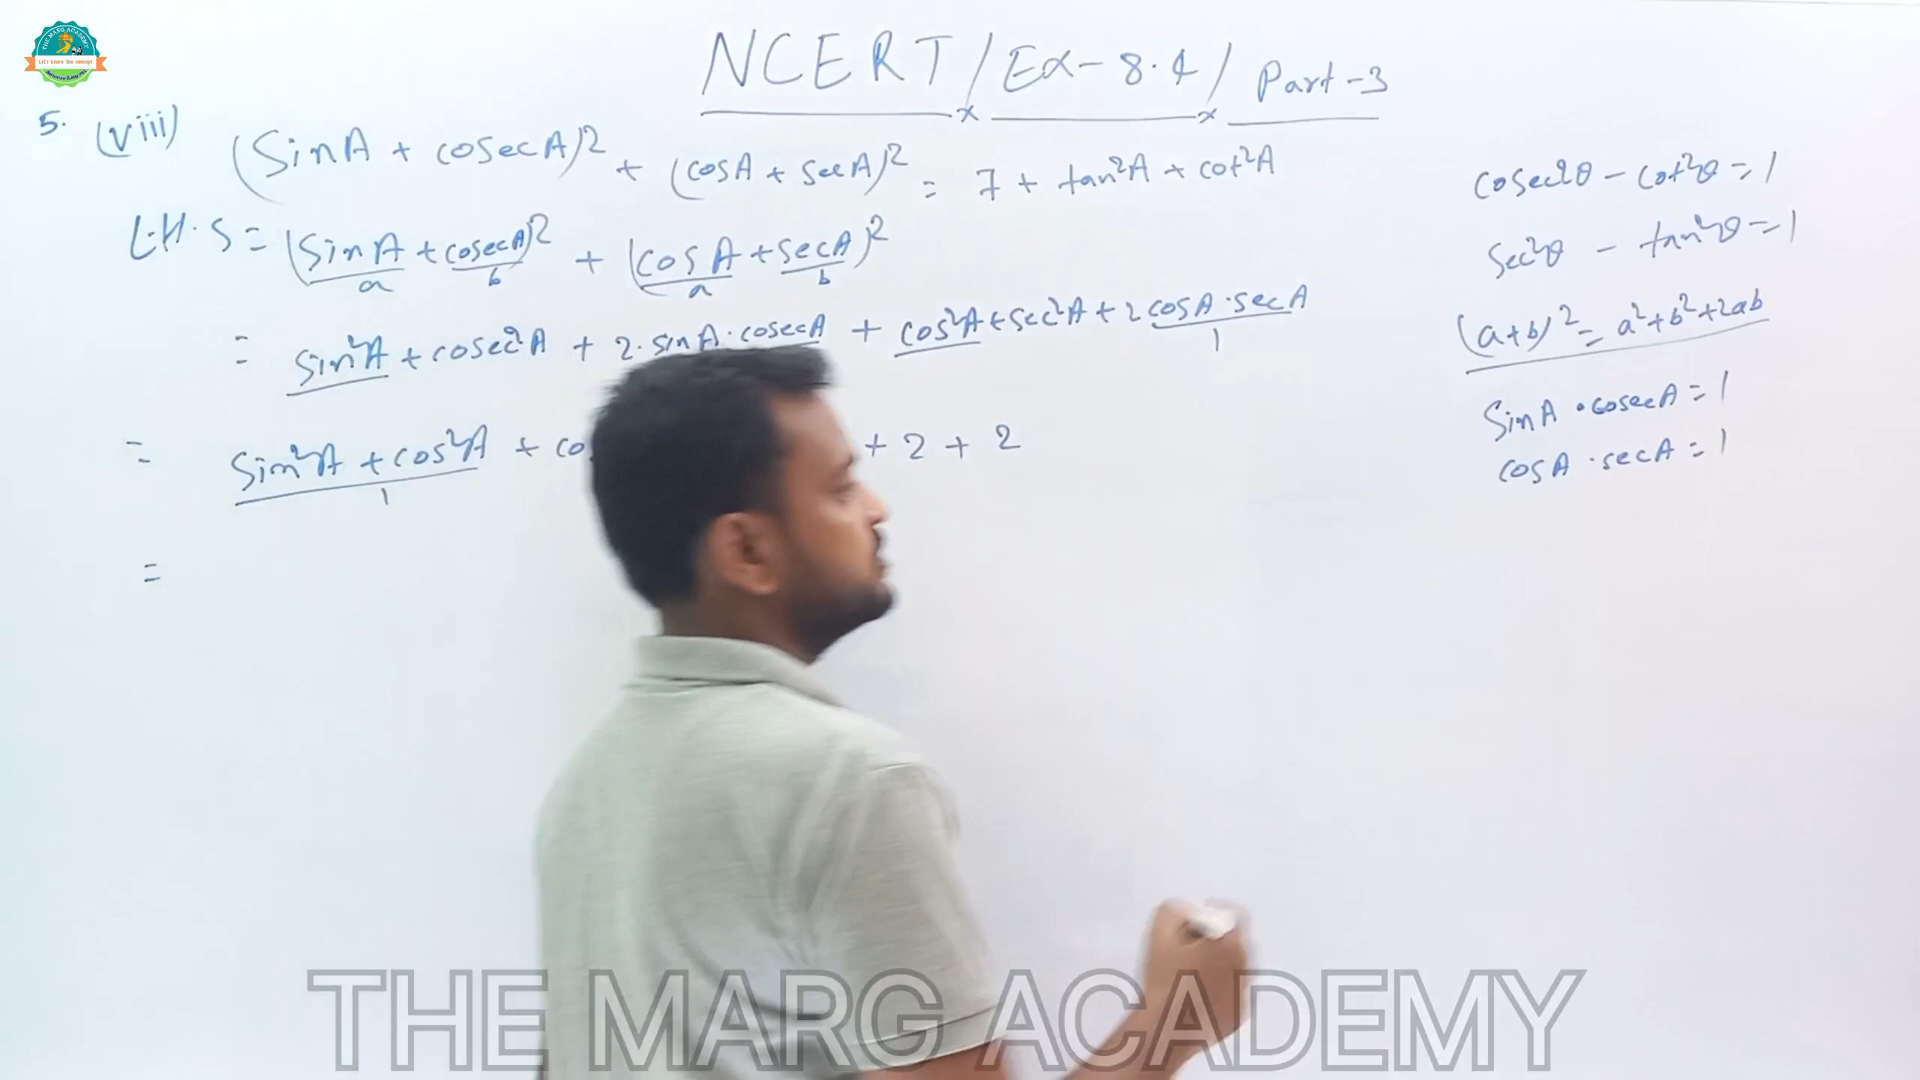 THE MARG ACADEMY
NCERT / Ex - 8.4 / Part - 3
5. (viii) (sinA + cosecA)² + (cosA + secA)² = 7 + tan²A + cot²A
L.H.S = (sinA + cosecA)² + (cosA + secA)²
a b a b
= sin²A + cosec²A + 2. sinA . cosecA + cos²A + sec²A + 2 cosA . secA
1
= sin²A + cos²A + + 2 + 2
1
=
cosec²θ - cot²θ = 1
sec²θ - tan²θ = 1
(a+b)² = a²+b²+2ab
sinA . cosecA = 1
cosA . secA = 1
THE MARG ACADEMY